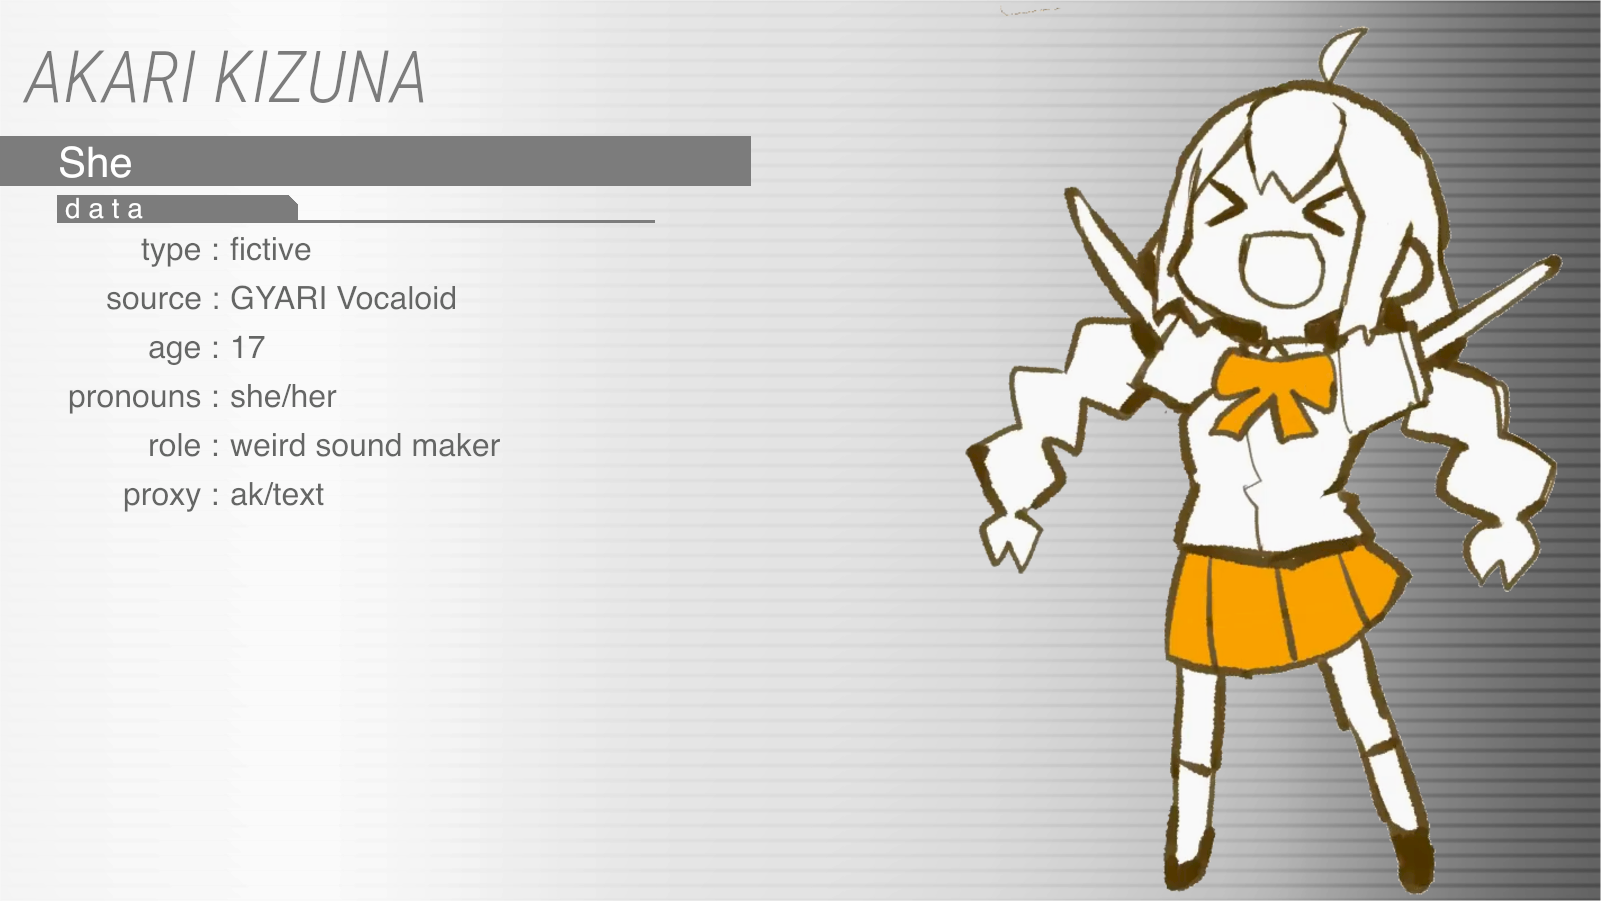 AKARI KIZUNA
She
data
type : fictive
source : GYARI Vocaloid
age : 17
pronouns : she/her
role : weird sound maker
proxy : ak/text